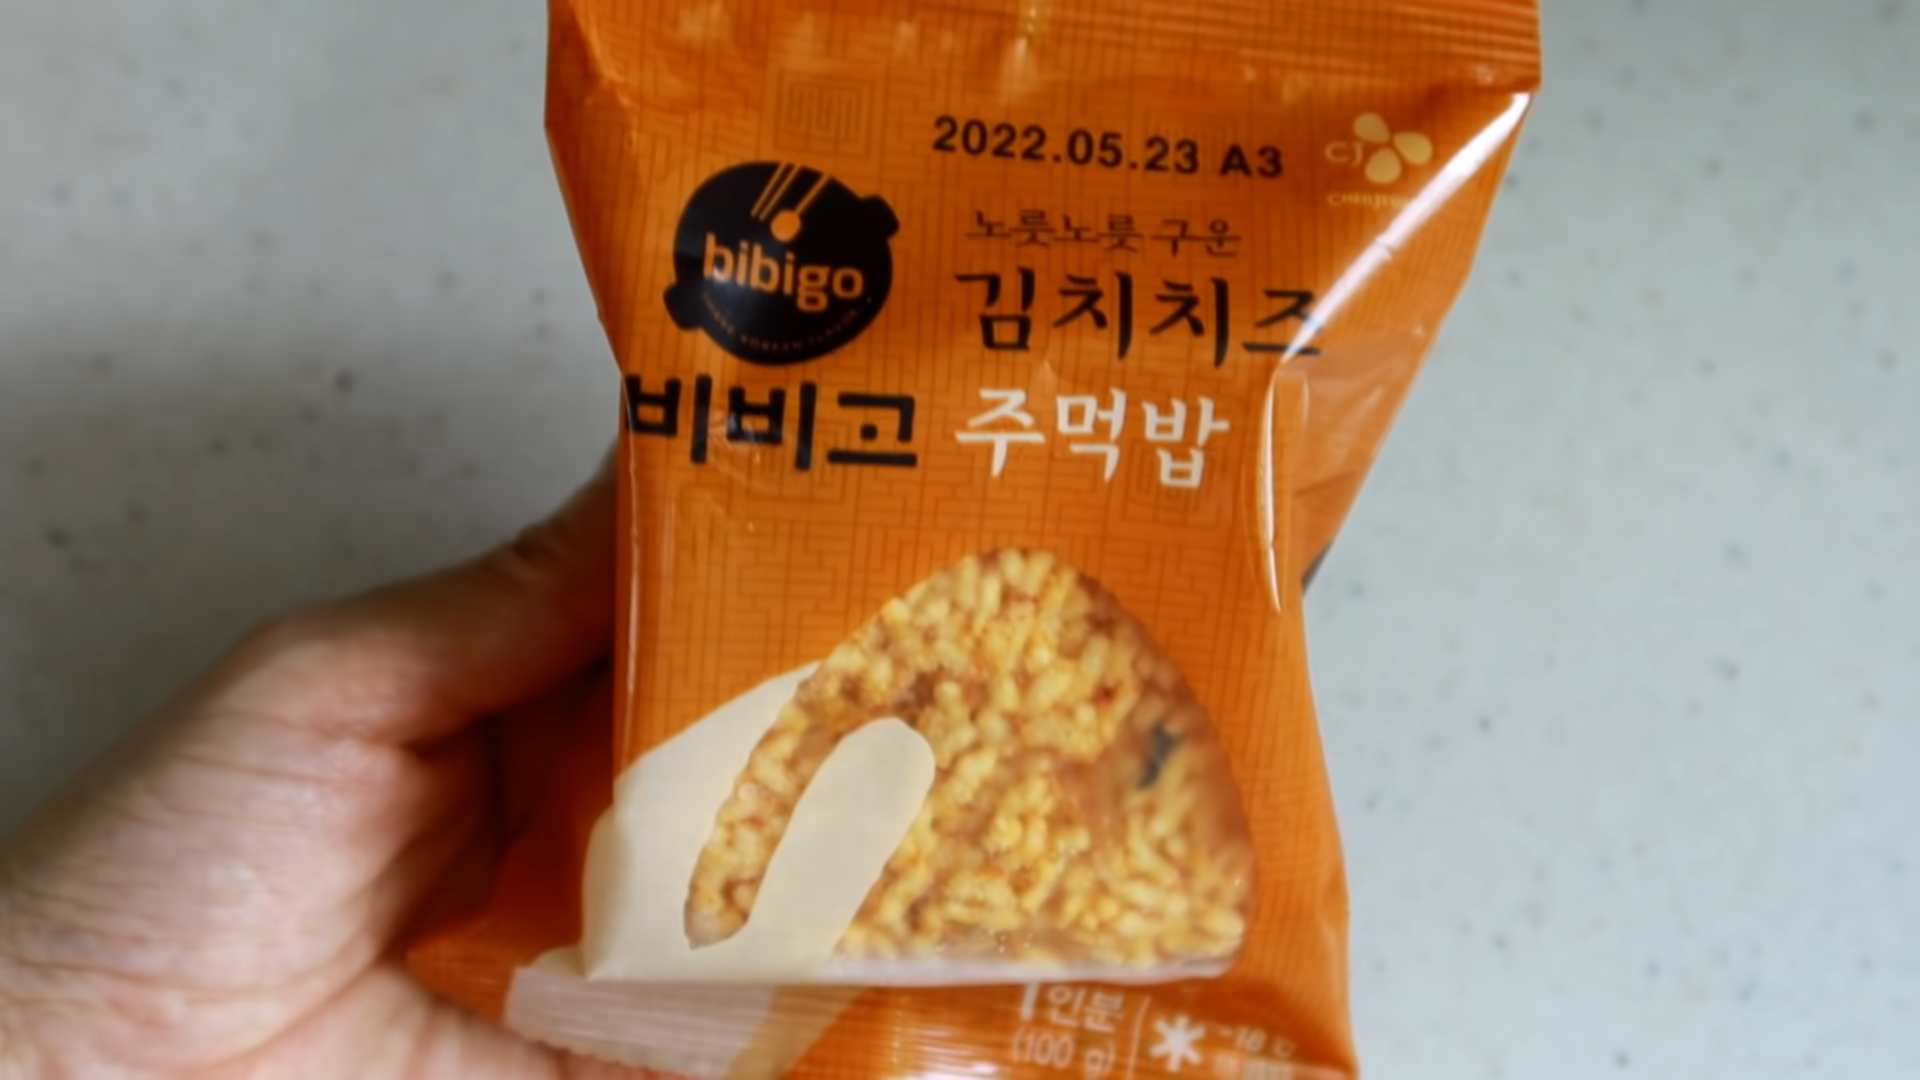 2022.05.23 A3
CJ
bibigo
노릇노릇 구운
김치치즈
비비고 주먹밥
1인분
(100 g)